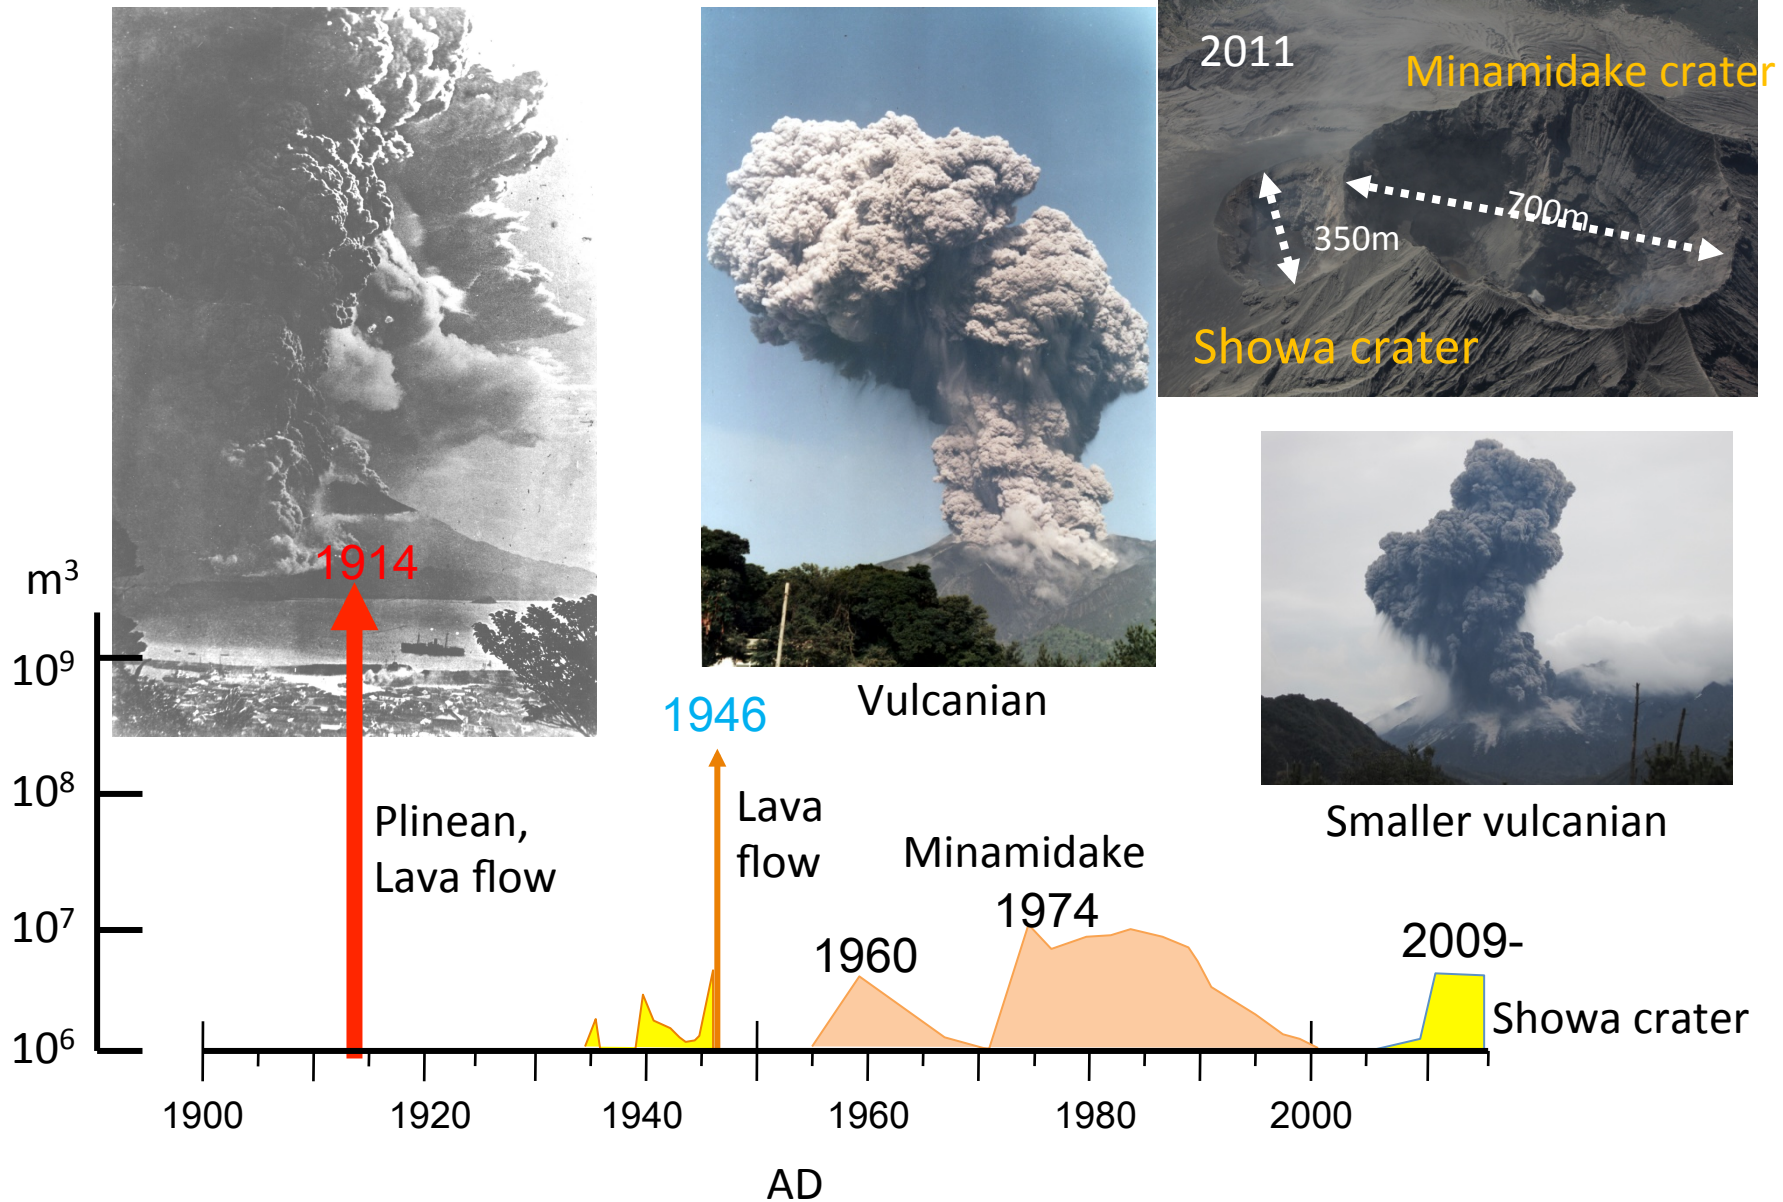 2011
Minamidake crater
700m
350m
Showa crater
1914
m³
10⁹
10⁸
10⁷
10⁶
1946
Vulcanian
Smaller vulcanian
Plinean,
Lava flow
Lava
flow
Minamidake
1974
1960
2009-
Showa crater
1900
1920
1940
1960
1980
2000
AD